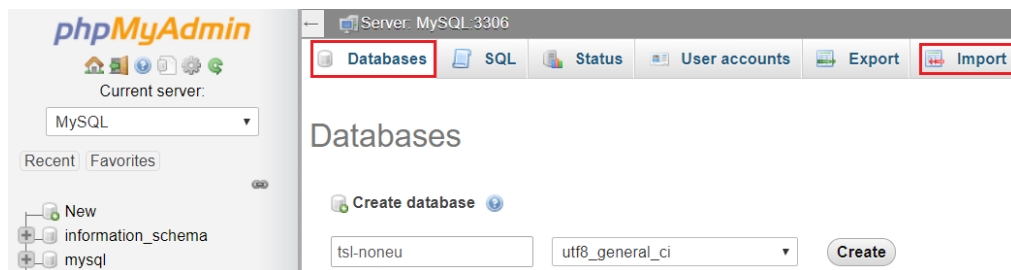 phpMyAdmin
Current server:
MySQL
Recent Favorites
New
information_schema
mysql
Server: MySQL:3306
Databases SQL Status User accounts Export Import
Databases
Create database
tsl-noneu utf8_general_ci Create